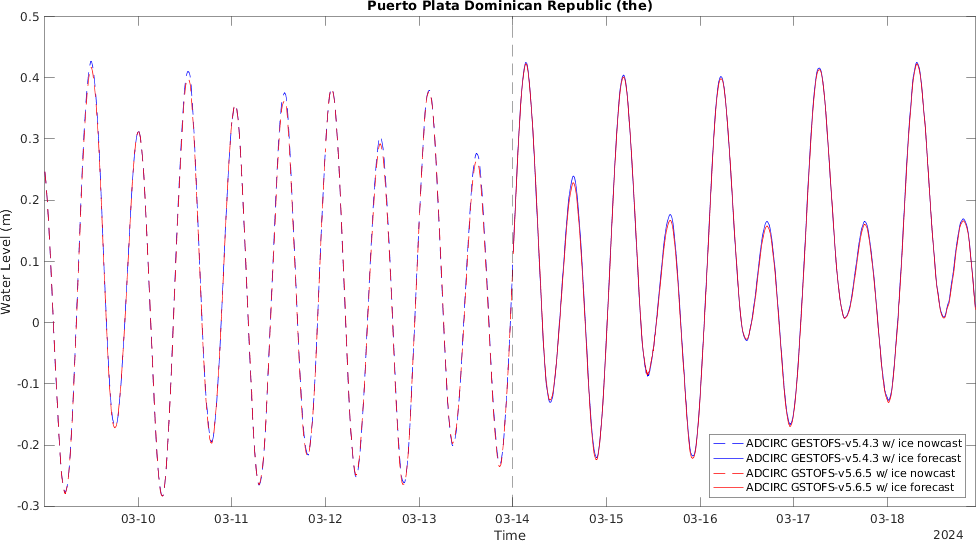 Puerto Plata Dominican Republic (the)
0.5
0.4
0.3
0.2
0.1
0
-0.1
-0.2
-0.3
Water Level (m)
03-10 03-11 03-12 03-13 03-14 03-15 03-16 03-17 03-18
Time
2024
ADCIRC GESTOFS-v5.4.3 w/ ice nowcast
ADCIRC GESTOFS-v5.4.3 w/ ice forecast
ADCIRC GSTOFS-v5.6.5 w/ ice nowcast
ADCIRC GSTOFS-v5.6.5 w/ ice forecast